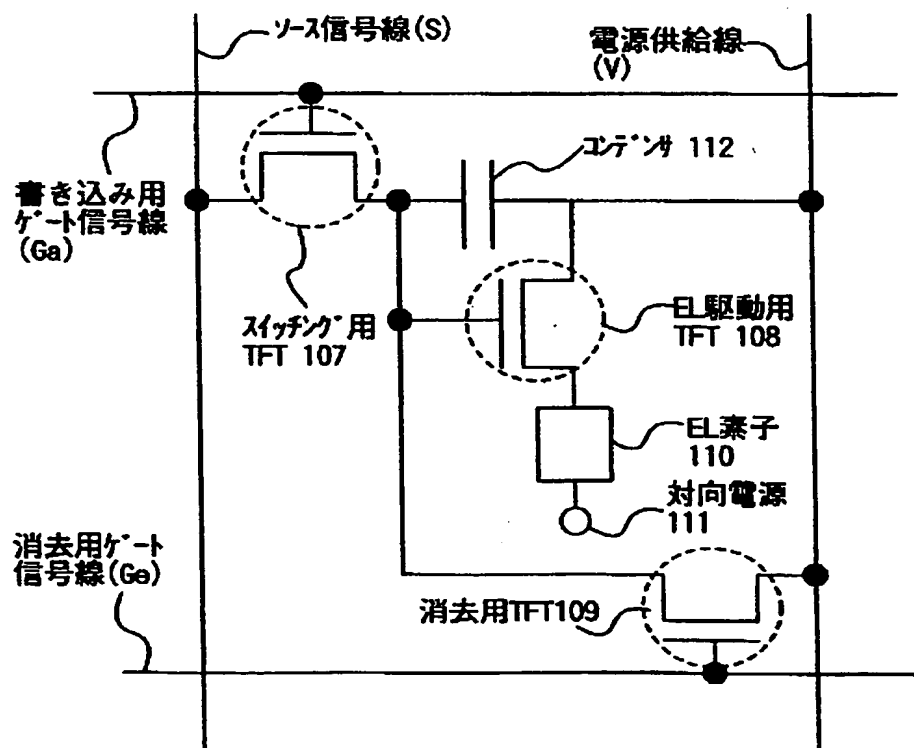 ソース信号線(S)
電源供給線
(V)
コンデンサ 112
書き込み用
ゲート信号線
(Ga)
スイッチング用
TFT 107
EL駆動用
TFT 108
EL素子
110
対向電源
111
消去用ゲート
信号線(Ge)
消去用TFT109